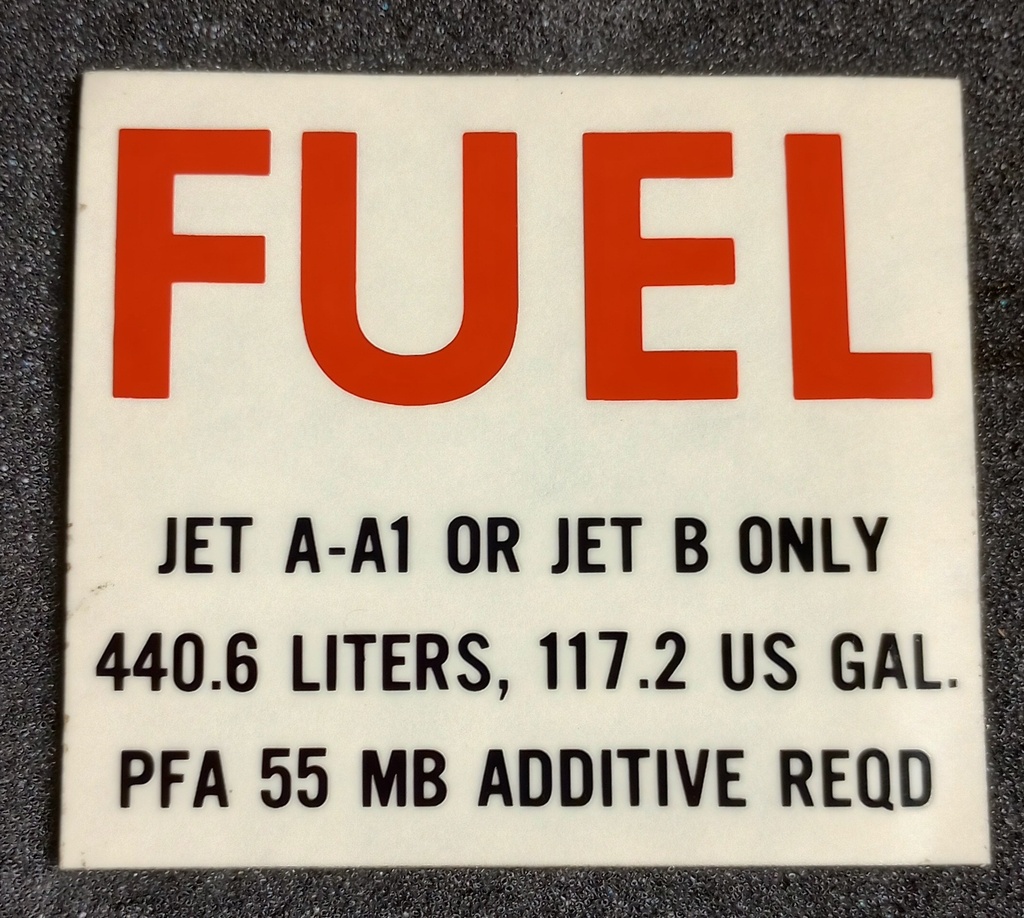 FUEL
JET A-A1 OR JET B ONLY
440.6 LITERS, 117.2 US GAL.
PFA 55 MB ADDITIVE REQD